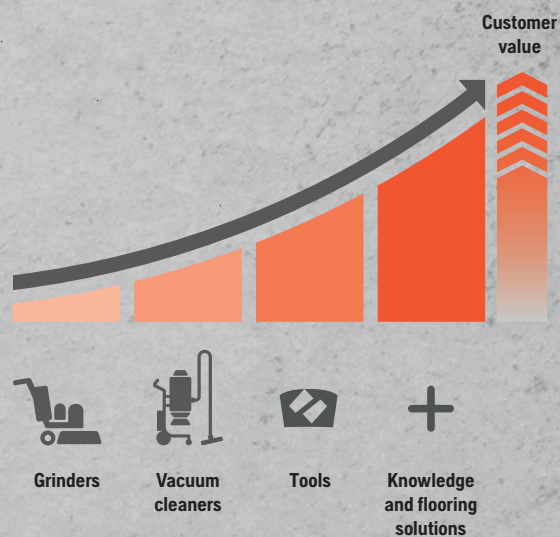 Customer
value
Grinders
Vacuum
cleaners
Tools
Knowledge
and flooring
solutions